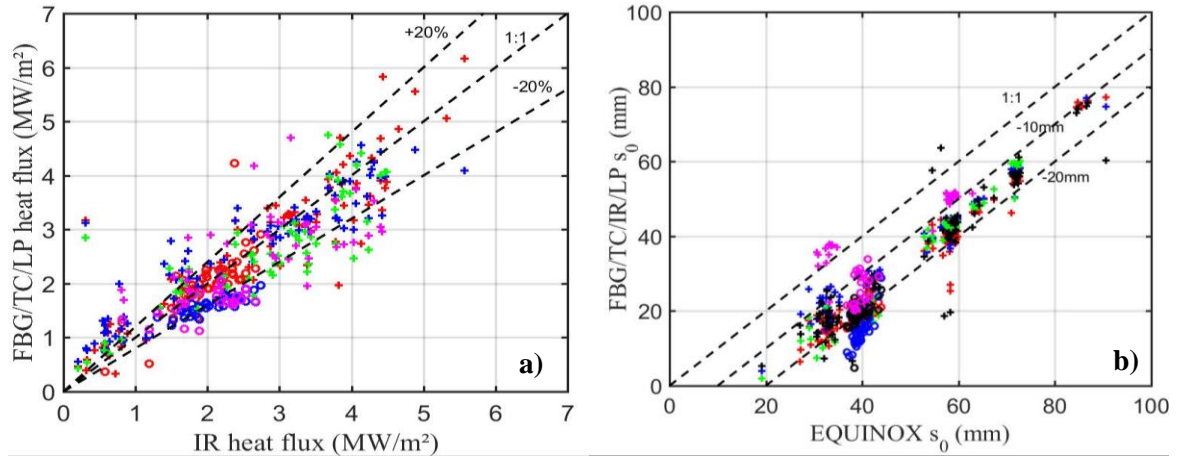 FBG/TC/LP heat flux (MW/m²)
7
6
5
4
3
2
1
0
+20%
1:1
-20%
a)
0 1 2 3 4 5 6 7
IR heat flux (MW/m²)
FBG/TC/IR/LP s₀ (mm)
100
80
60
40
20
0
1:1
-10mm
-20mm
b)
0 20 40 60 80 100
EQUINOX s₀ (mm)